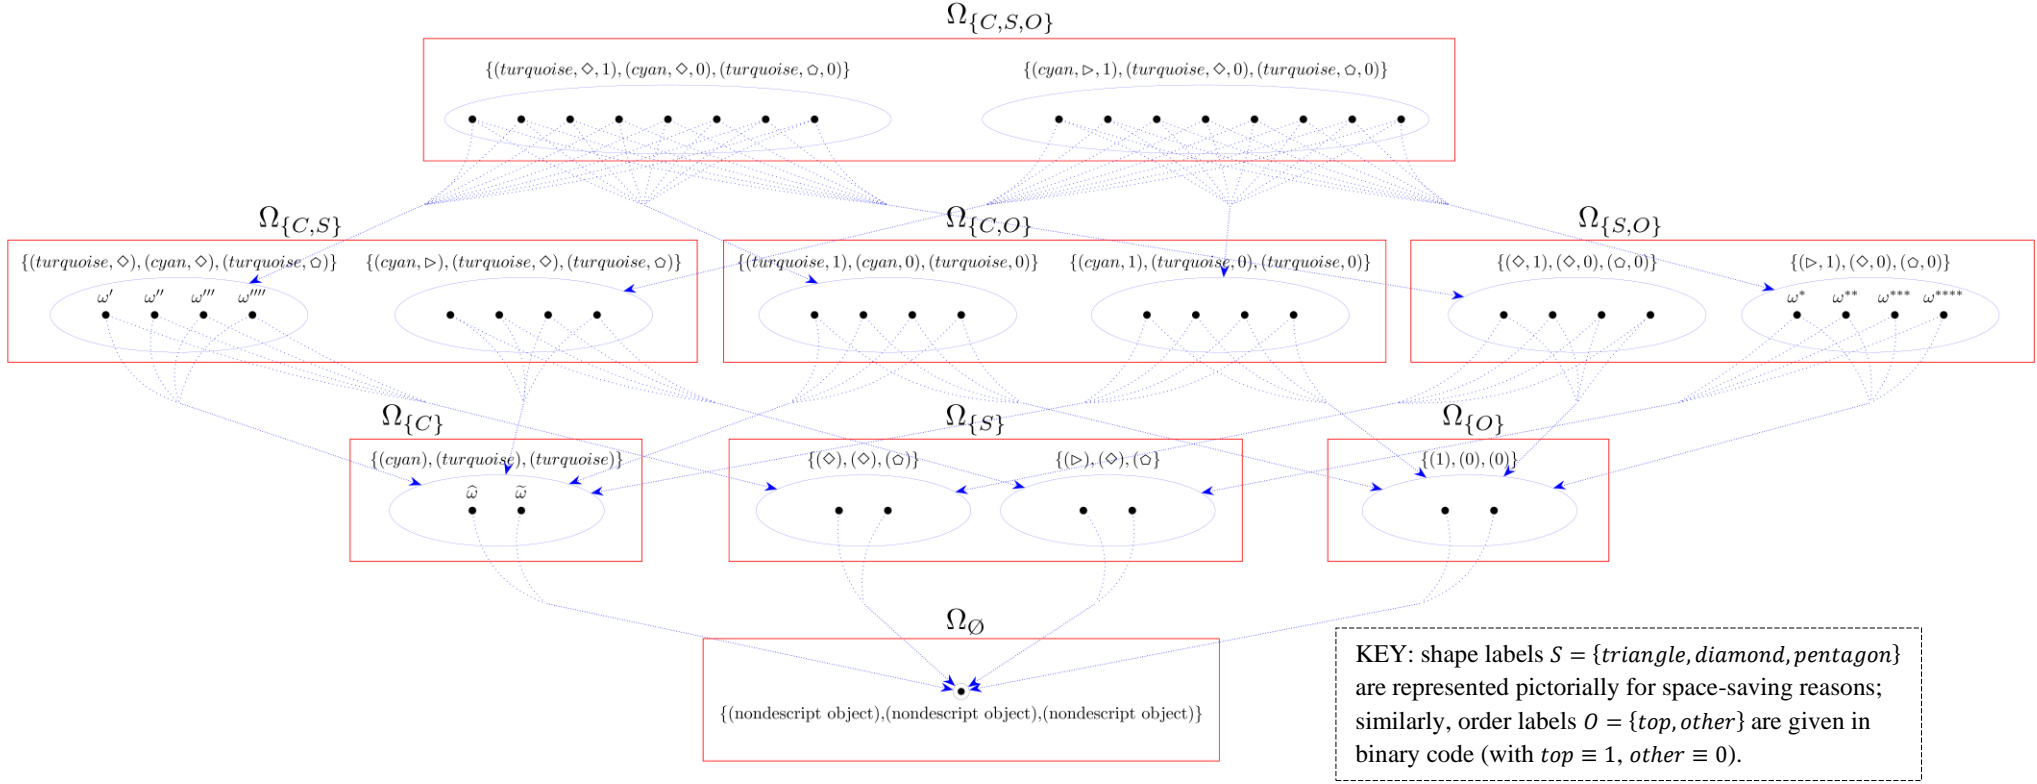 Ω{C,S,O}
{(turquoise, ◇, 1), (cyan, ◇, 0), (turquoise, ⬠, 0)} {(cyan, ▷, 1), (turquoise, ◇, 0), (turquoise, ⬠, 0)}
Ω{C,S} Ω{C,O} Ω{S,O}
{(turquoise, ◇), (cyan, ◇), (turquoise, ⬠)} {(cyan, ▷), (turquoise, ◇), (turquoise, ⬠)} {(turquoise, 1), (cyan, 0), (turquoise, 0)} {(cyan, 1), (turquoise, 0), (turquoise, 0)} {(◇, 1), (◇, 0), (⬠, 0)} {(▷, 1), (◇, 0), (⬠, 0)}
ω′ ω′′ ω′′′ ω′′′′ ω* ω** ω*** ω****
Ω{C} Ω{S} Ω{O}
{(cyan), (turquoise), (turquoise)} {(◇), (◇), (⬠)} {(▷), (◇), (⬠} {(1), (0), (0)}
ω̂ ω̃
Ω∅
{(nondescript object),(nondescript object),(nondescript object)}
KEY: shape labels S = {triangle, diamond, pentagon}
are represented pictorially for space-saving reasons;
similarly, order labels O = {top, other} are given in
binary code (with top ≡ 1, other ≡ 0).